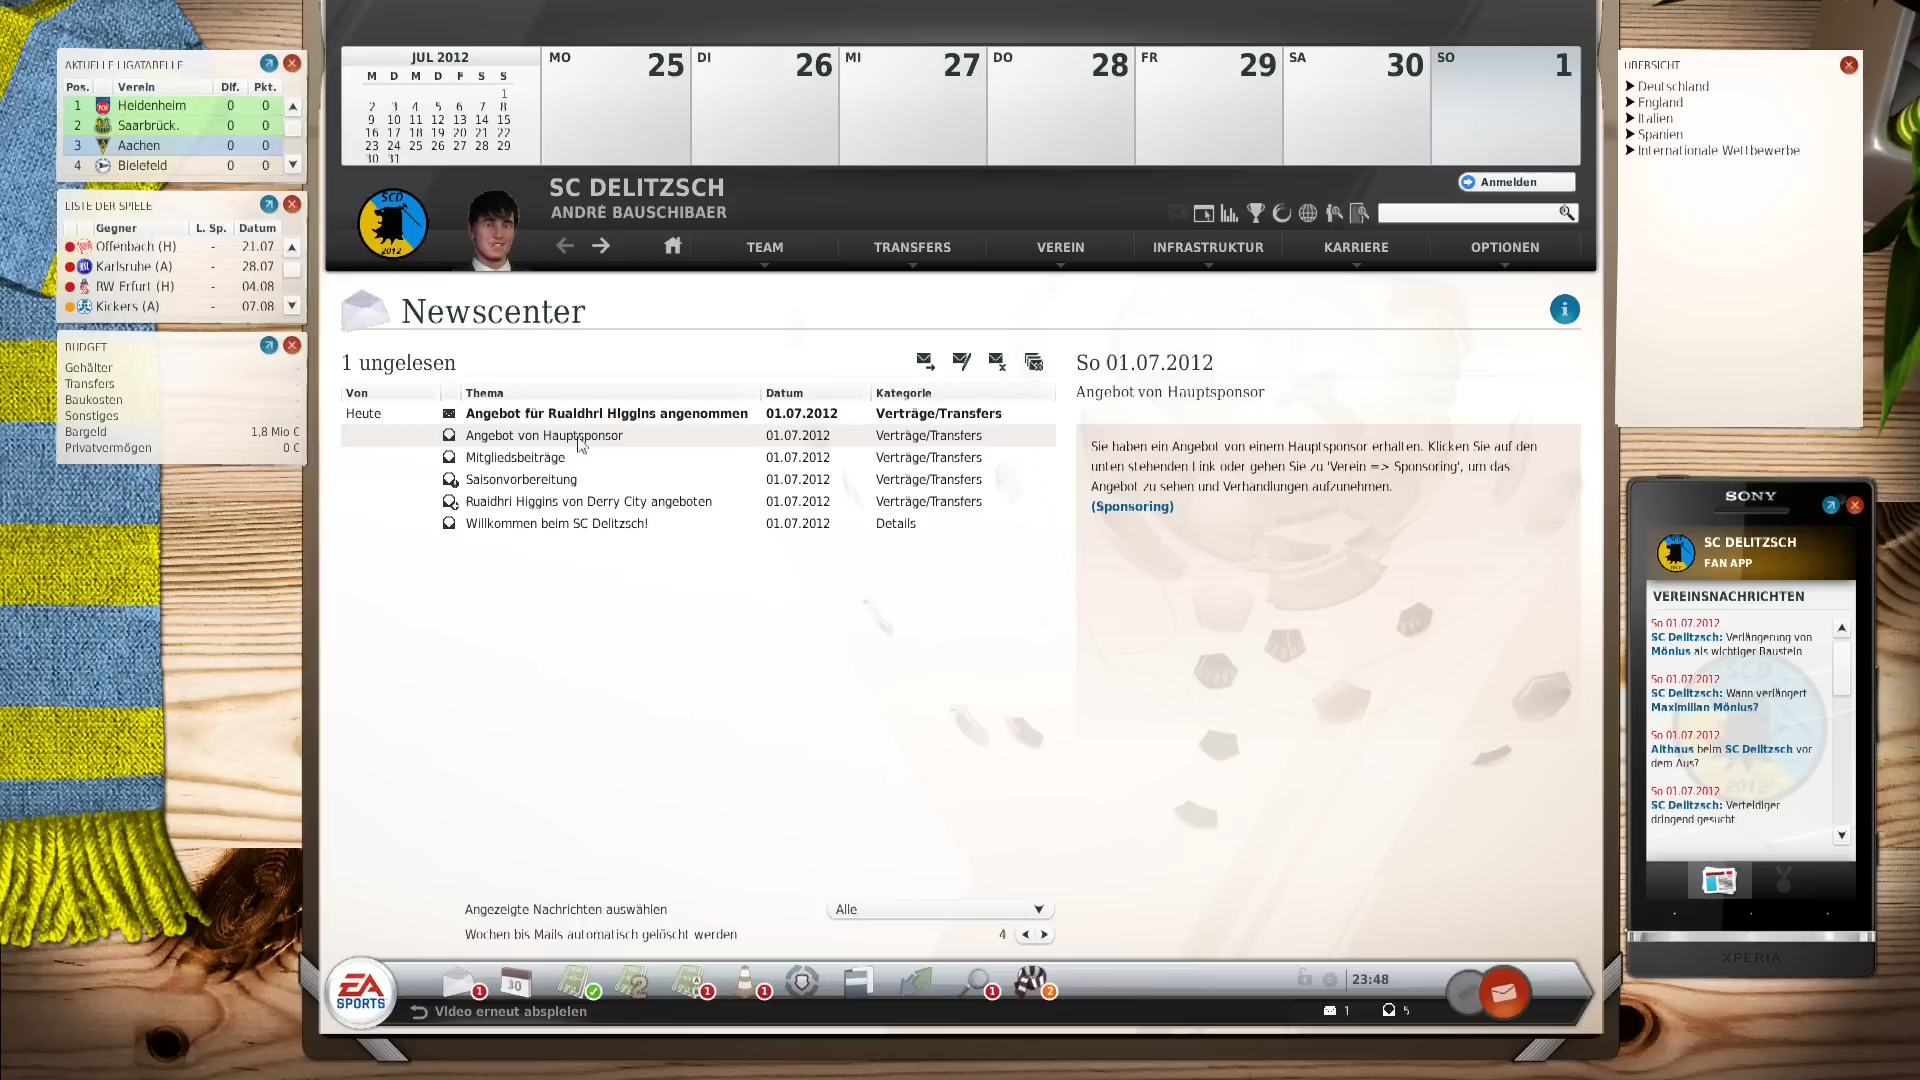 AKTUELLE LIGATABELLE
Pos. Verein Dif. Pkt.
1 Heidenheim 0 0
2 Saarbrück. 0 0
3 Aachen 0 0
4 Bielefeld 0 0
LISTE DER SPIELE
Gegner L. Sp. Datum
Offenbach (H) - 21.07
Karlsruhe (A) - 28.07
RW Erfurt (H) - 04.08
Kickers (A) - 07.08
BUDGET
Gehälter -
Transfers -
Baukosten -
Sonstiges -
Bargeld 1,8 Mio €
Privatvermögen 0 €
JUL 2012
M D M D F S S
1
2 3 4 5 6 7 8
9 10 11 12 13 14 15
16 17 18 19 20 21 22
23 24 25 26 27 28 29
30 31
MO 25 DI 26 MI 27 DO 28 FR 29 SA 30 SO 1
SCD
2012
SC DELITZSCH
ANDRÉ BAUSCHIBAER
Anmelden
TEAM TRANSFERS VEREIN INFRASTRUKTUR KARRIERE OPTIONEN
Newscenter
1 ungelesen
Von Thema Datum Kategorie
Heute Angebot für Ruaidhri Higgins angenommen 01.07.2012 Verträge/Transfers
Angebot von Hauptsponsor 01.07.2012 Verträge/Transfers
Mitgliedsbeiträge 01.07.2012 Verträge/Transfers
Saisonvorbereitung 01.07.2012 Verträge/Transfers
Ruaidhri Higgins von Derry City angeboten 01.07.2012 Verträge/Transfers
Willkommen beim SC Delitzsch! 01.07.2012 Details
Angezeigte Nachrichten auswählen Alle
Wochen bis Mails automatisch gelöscht werden 4
So 01.07.2012
Angebot von Hauptsponsor
Sie haben ein Angebot von einem Hauptsponsor erhalten. Klicken Sie auf den
unten stehenden Link oder gehen Sie zu 'Verein => Sponsoring', um das
Angebot zu sehen und Verhandlungen aufzunehmen.
(Sponsoring)
ÜBERSICHT
Deutschland
England
Italien
Spanien
Internationale Wettbewerbe
SONY
SC DELITZSCH
FAN APP
VEREINSNACHRICHTEN
So 01.07.2012
SC Delitzsch: Verlängerung von
Mönius als wichtiger Baustein
So 01.07.2012
SC Delitzsch: Wann verlängert
Maximilian Mönius?
So 01.07.2012
Althaus beim SC Delitzsch vor
dem Aus?
So 01.07.2012
SC Delitzsch: Verteidiger
dringend gesucht
XPERIA
EA
SPORTS
1 30 2 1 1 1 2
23:48
Video erneut abspielen
1 5